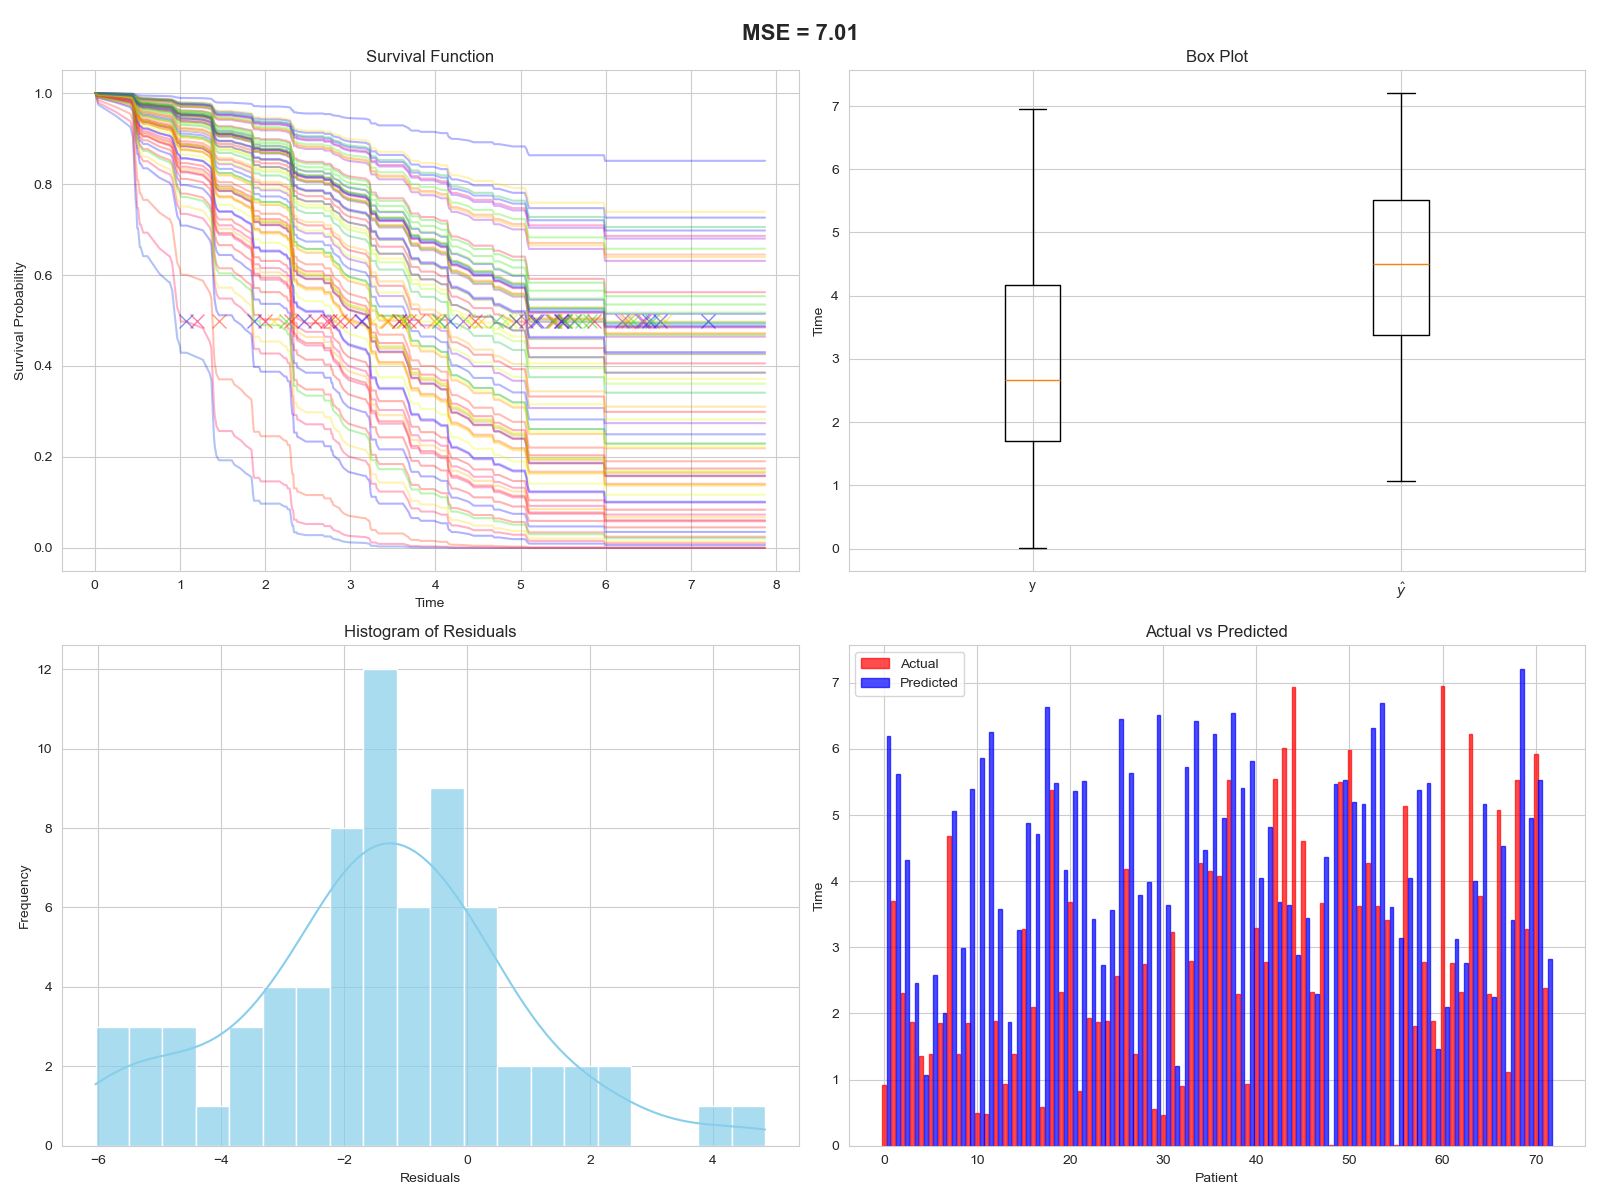 MSE = 7.01
Survival Function
1.0
0.8
0.6
0.4
0.2
0.0
Survival Probability
0 1 2 3 4 5 6 7 8
Time
Box Plot
7
6
5
4
3
2
1
0
Time
y ŷ
Histogram of Residuals
12
10
8
6
4
2
0
Frequency
−6 −4 −2 0 2 4
Residuals
Actual vs Predicted
Actual
Predicted
7
6
5
4
3
2
1
0
Time
0 10 20 30 40 50 60 70
Patient